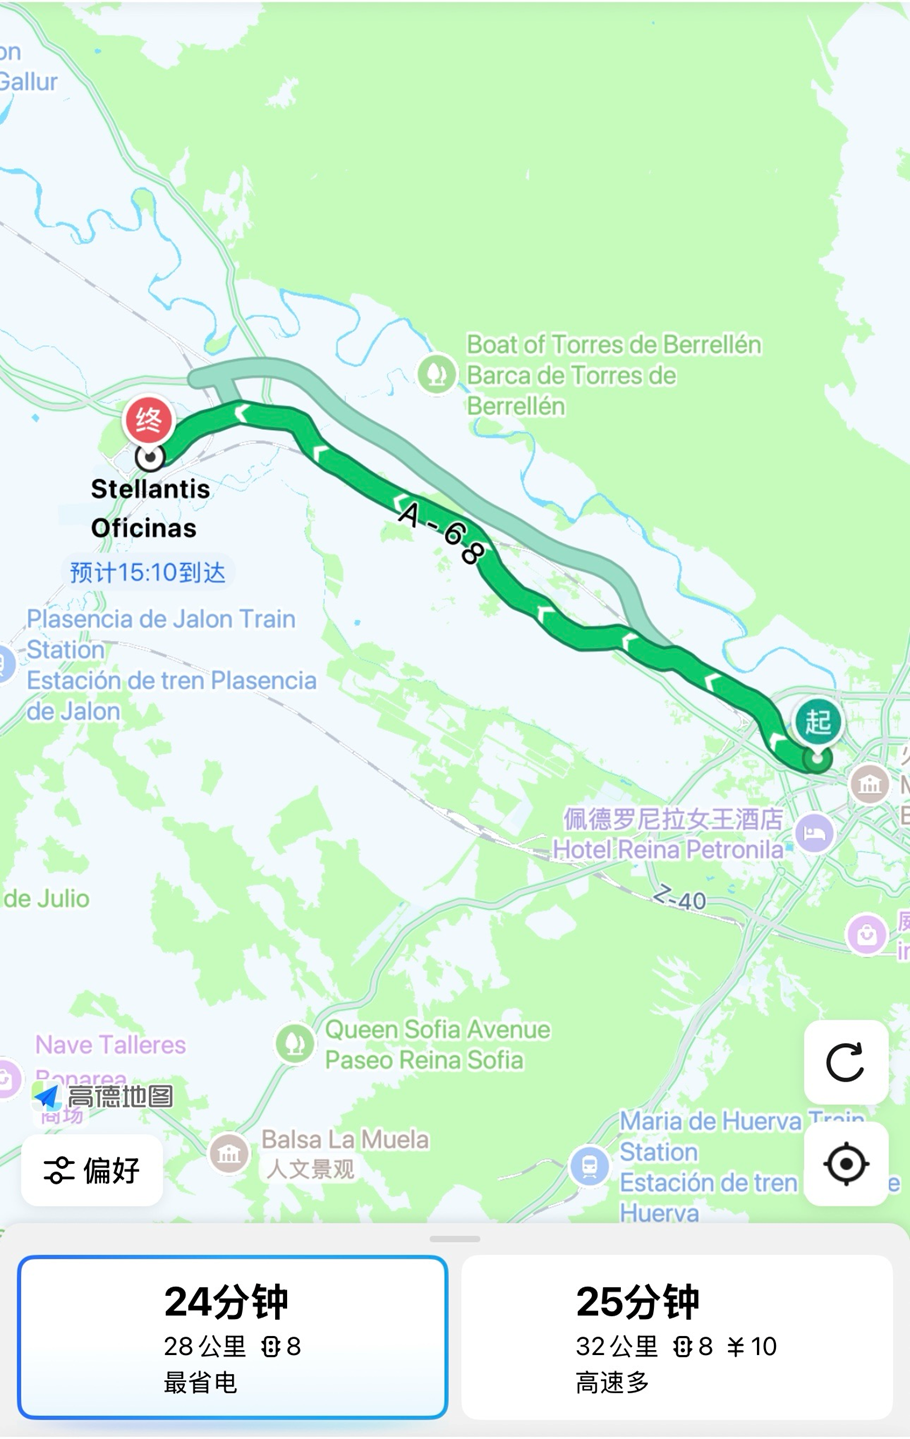 on
Gallur
Boat of Torres de Berrellén
Barca de Torres de
Berrellén
终
Stellantis
Oficinas
A-68
预计15:10到达
Plasencia de Jalon Train
Station
Estación de tren Plasencia
de Jalon
起
佩德罗尼拉女王酒店
Hotel Reina Petronila
de Julio
Z-40
in
Queen Sofia Avenue
Paseo Reina Sofia
Nave Talleres
Bonarea
商场
高德地图
Balsa La Muela
人文景观
Maria de Huerva Train
Station
Estación de tren
e
Huerva
偏好
24分钟
28公里 8
最省电
25分钟
32公里 8 ¥10
高速多